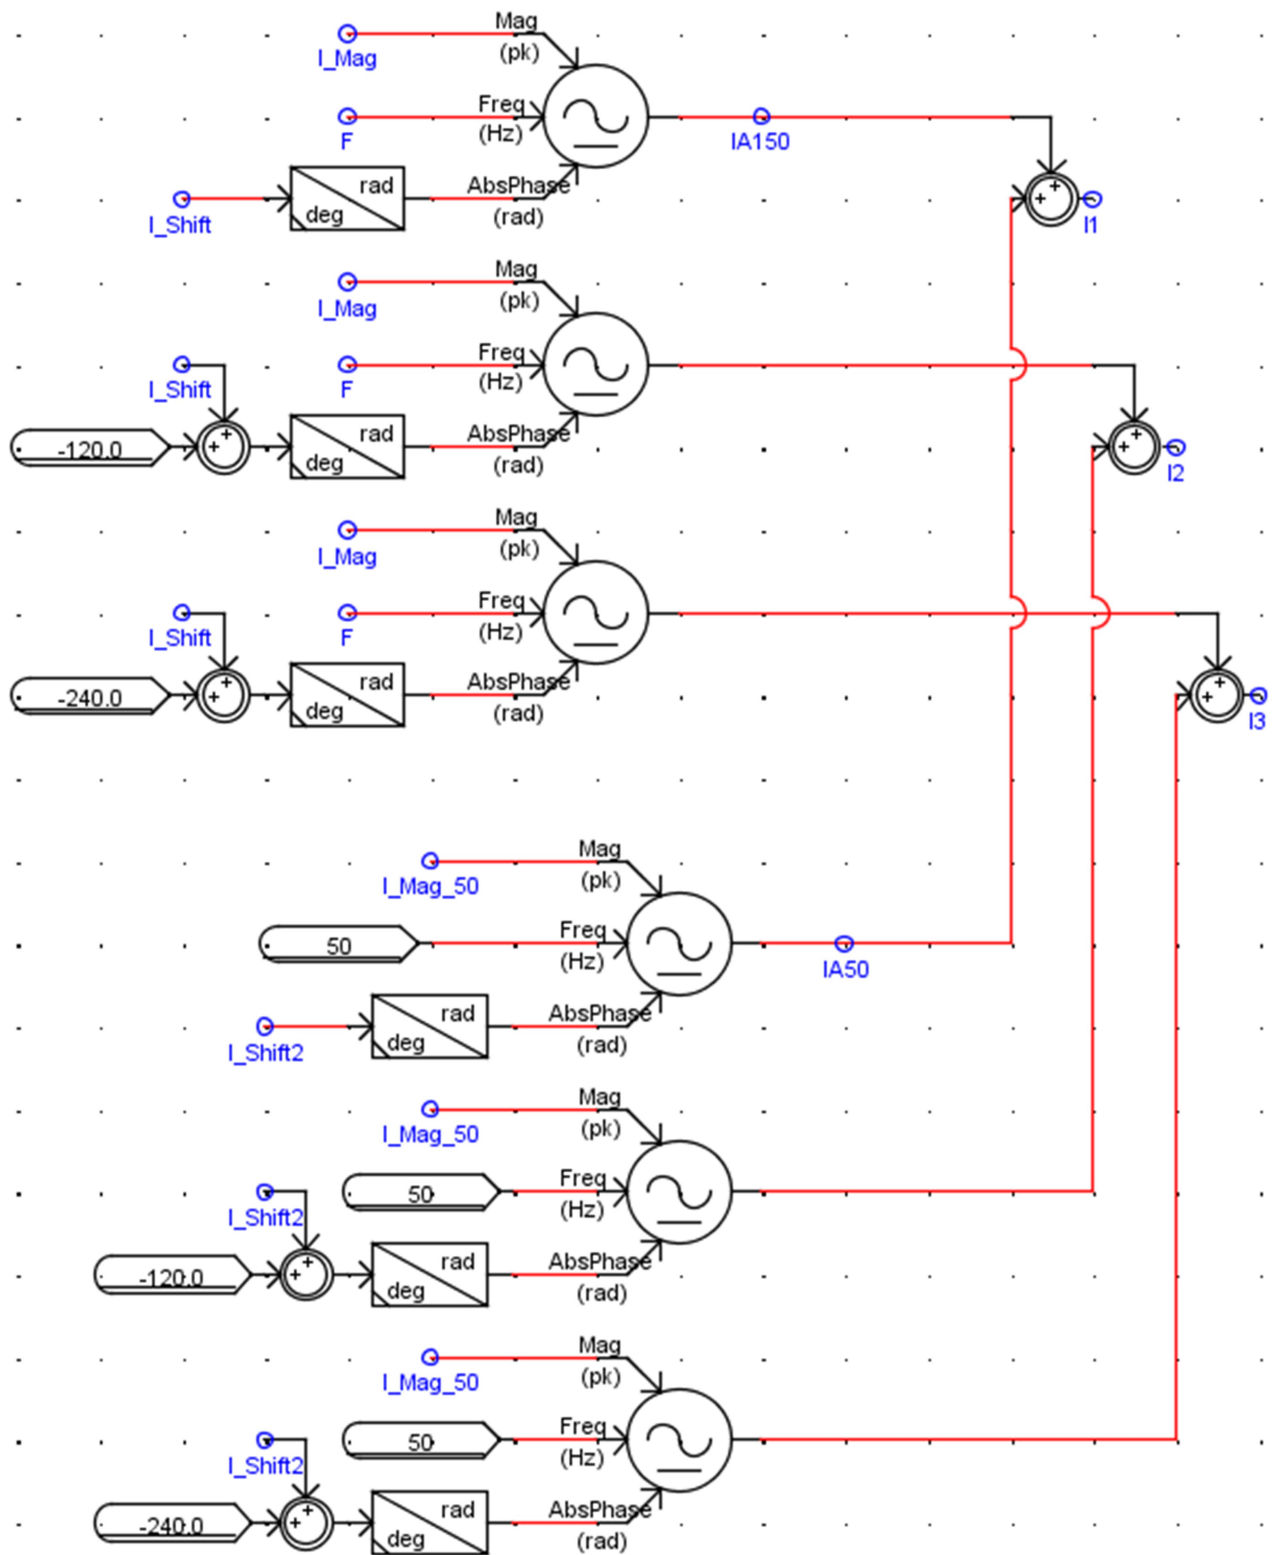 Mag
(pk)
I_Mag
Freq
(Hz)
F
IA150
rad
deg
AbsPhase
(rad)
I_Shift
+
+
I1
Mag
(pk)
I_Mag
Freq
(Hz)
I_Shift
F
rad
deg
AbsPhase
(rad)
-120.0
+
+
+
+
I2
Mag
(pk)
I_Mag
Freq
(Hz)
I_Shift
F
rad
deg
AbsPhase
(rad)
-240.0
+
+
+
+
I3
Mag
(pk)
I_Mag_50
50
Freq
(Hz)
IA50
rad
deg
AbsPhase
(rad)
I_Shift2
Mag
(pk)
I_Mag_50
50
Freq
(Hz)
I_Shift2
-120.0
+
+
rad
deg
AbsPhase
(rad)
Mag
(pk)
I_Mag_50
50
Freq
(Hz)
I_Shift2
-240.0
+
+
rad
deg
AbsPhase
(rad)